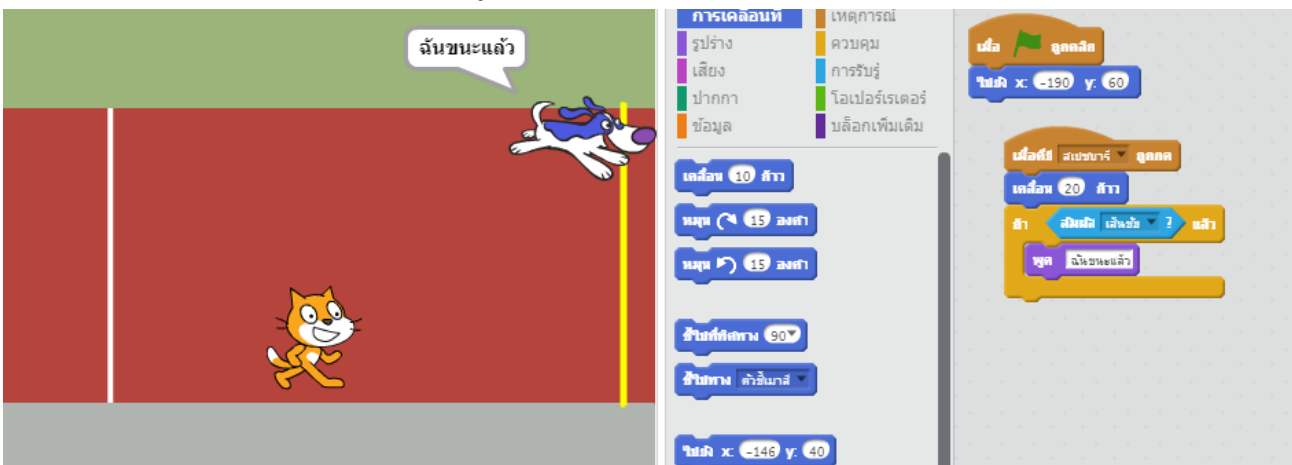 ฉันชนะแล้ว
การเคลื่อนที่
เหตุการณ์
รูปร่าง
ควบคุม
เสียง
การรับรู้
ปากกา
โอเปอร์เรเตอร์
ข้อมูล
บล็อกเพิ่มเติม
เคลื่อน 10 ก้าว
หมุน 15 องศา
หมุน 15 องศา
ชี้ไปที่ทิศทาง 90
ชี้ไปทาง ตัวชี้เมาส์
ไปที่ x: -146 y: 40
เมื่อ ถูกคลิก
ไปที่ x: -190 y: 60
เมื่อคีย์ สเปซบาร์ ถูกกด
เคลื่อน 20 ก้าว
ถ้า สัมผัส เส้นชัย ? แล้ว
พูด ฉันชนะแล้ว